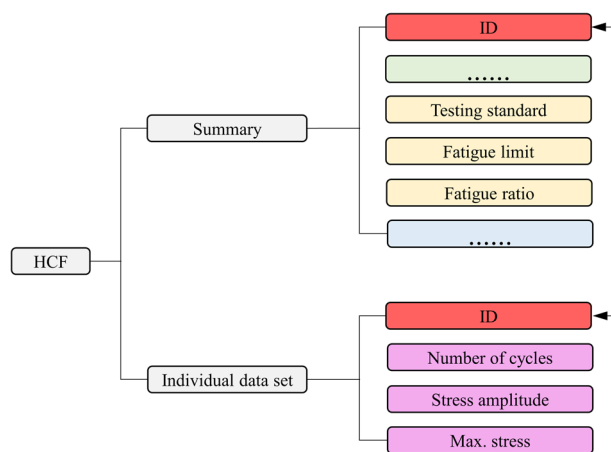 ID
......
Testing standard
Summary
Fatigue limit
Fatigue ratio
......
HCF
ID
Number of cycles
Individual data set
Stress amplitude
Max. stress